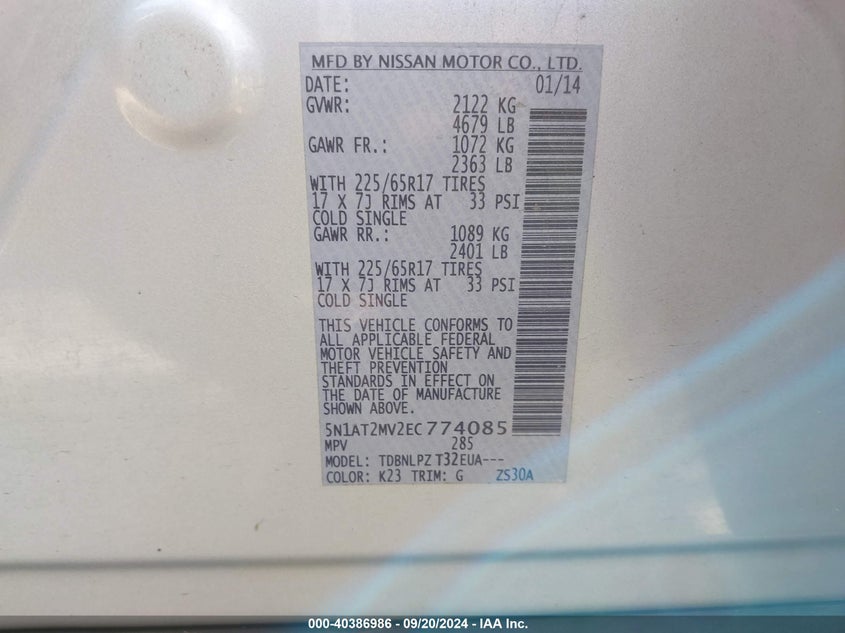 MFD BY NISSAN MOTOR CO., LTD.
DATE: 01/14
GVWR: 2122 KG
4679 LB
GAWR FR.: 1072 KG
2363 LB
WITH 225/65R17 TIRES
17 X 7J RIMS AT 33 PSI
COLD SINGLE
GAWR RR.: 1089 KG
2401 LB
WITH 225/65R17 TIRES
17 X 7J RIMS AT 33 PSI
COLD SINGLE
THIS VEHICLE CONFORMS TO
ALL APPLICABLE FEDERAL
MOTOR VEHICLE SAFETY AND
THEFT PREVENTION
STANDARDS IN EFFECT ON
THE DATE OF MANUFACTURE
SHOWN ABOVE.
5N1AT2MV2EC774085
MPV 285
MODEL: TDBNLPZ T32EUA---
COLOR: K23 TRIM: G ZS30A
000-40386986 - 09/20/2024 - IAA Inc.